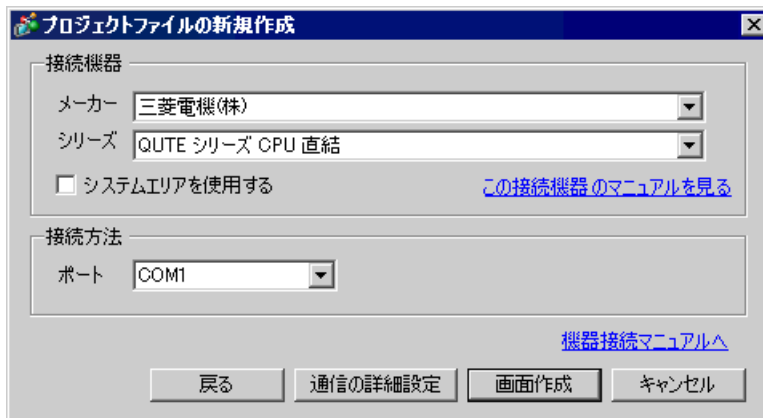 プロジェクトファイルの新規作成
接続機器
メーカー 三菱電機(株)
シリーズ QUTE シリーズ CPU 直結
システムエリアを使用する この接続機器のマニュアルを見る
接続方法
ポート COM1
機器接続マニュアルへ
戻る 通信の詳細設定 画面作成 キャンセル